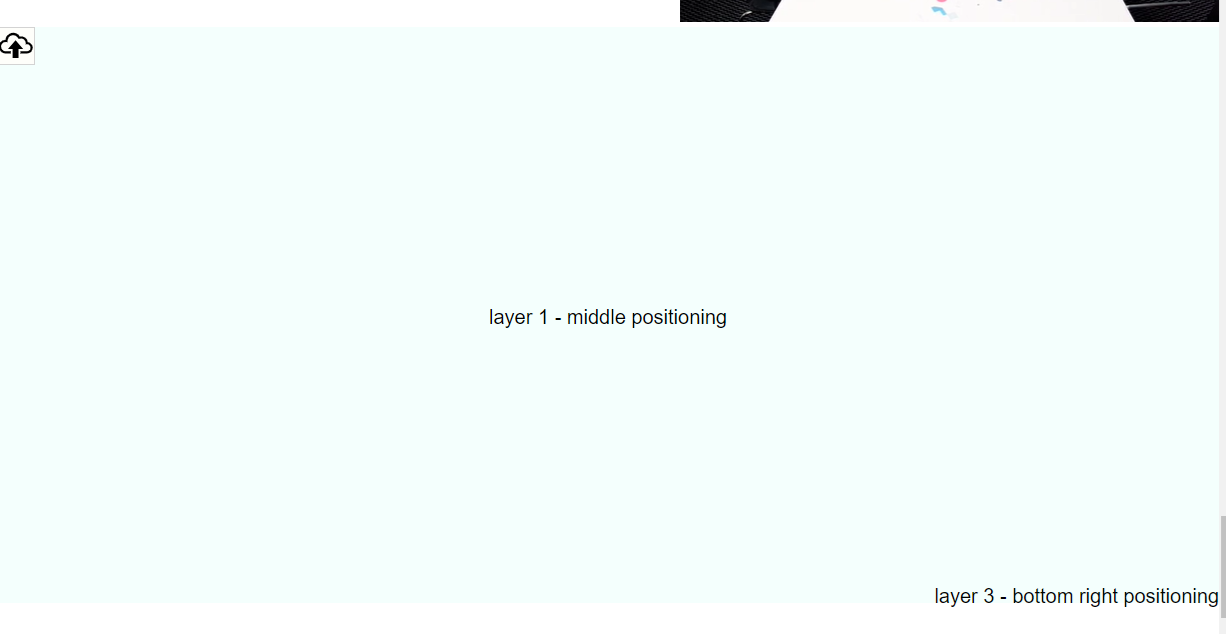 layer 1 - middle positioning
layer 3 - bottom right positioning